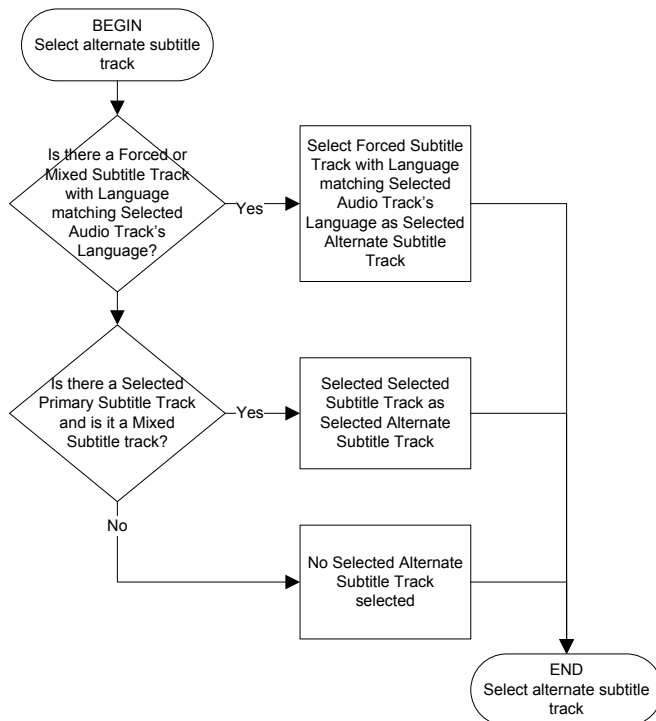 BEGIN
Select alternate subtitle
track
Is there a Forced or
Mixed Subtitle Track
with Language
matching Selected
Audio Track's
Language?
Yes
Select Forced Subtitle
Track with Language
matching Selected
Audio Track's
Language as Selected
Alternate Subtitle
Track
Is there a Selected
Primary Subtitle Track
and is it a Mixed
Subtitle track?
Yes
Selected Selected
Subtitle Track as
Selected Alternate
Subtitle Track
No
No Selected Alternate
Subtitle Track
selected
END
Select alternate subtitle
track